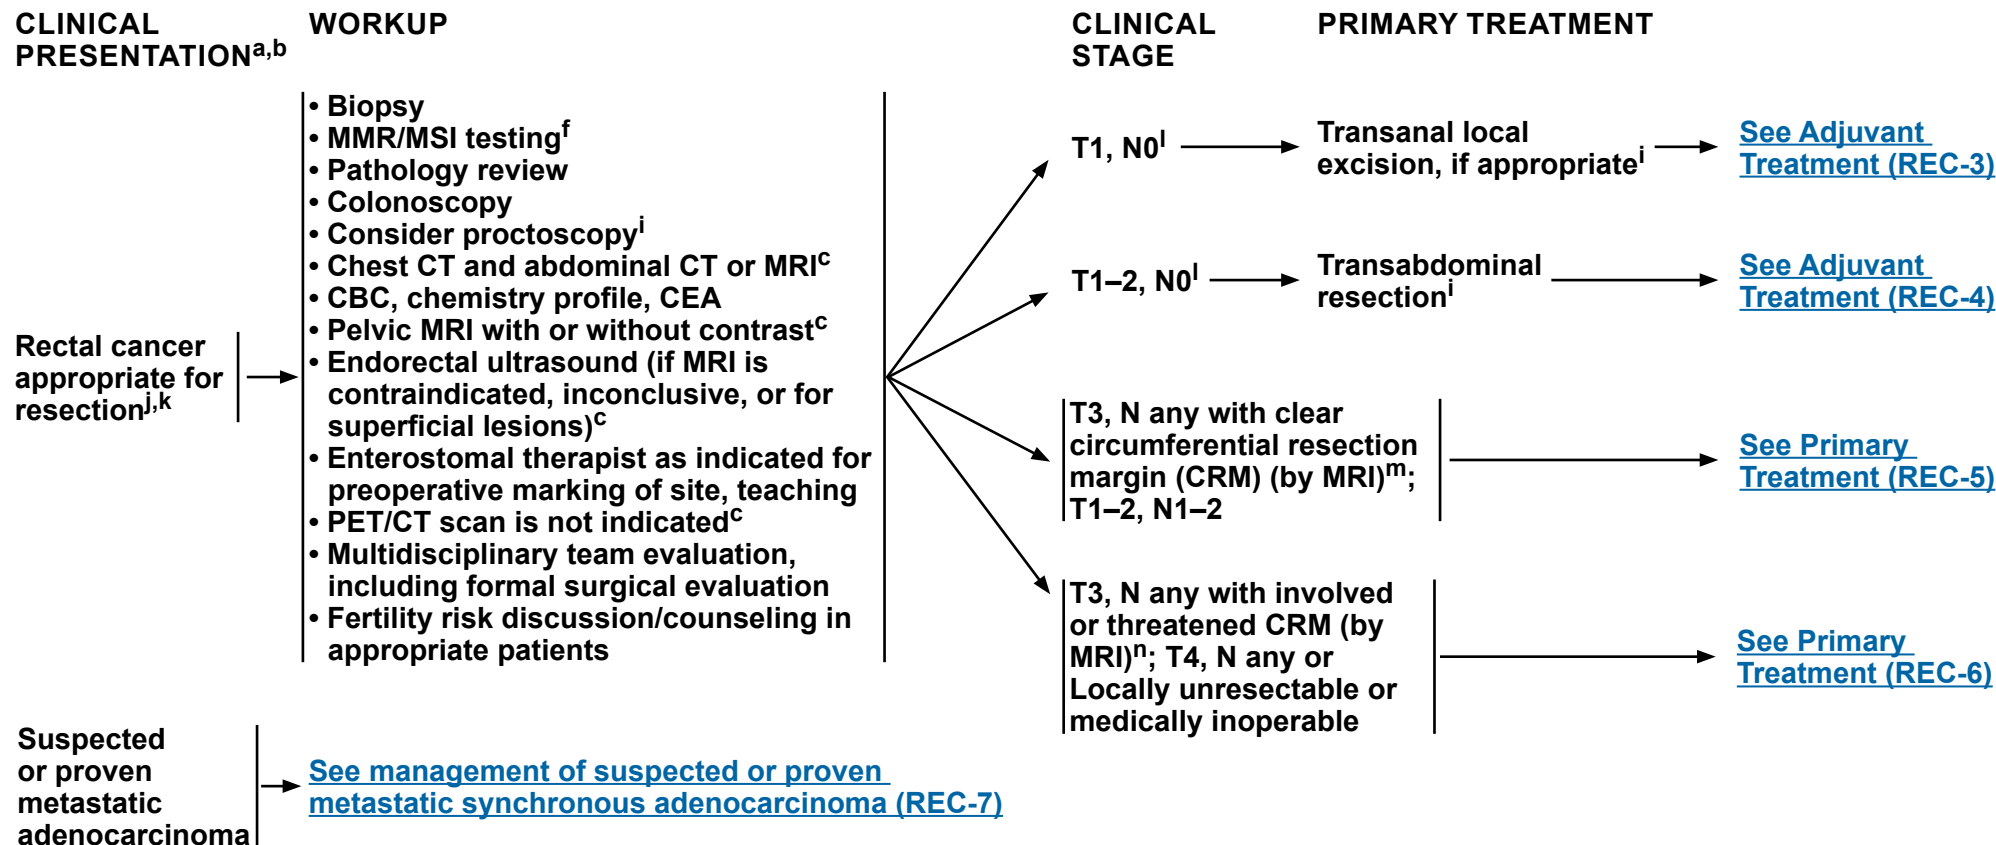 CLINICAL
PRESENTATIONa,b
WORKUP
CLINICAL
STAGE
PRIMARY TREATMENT
Rectal cancer
appropriate for
resectionj,k
• Biopsy
• MMR/MSI testingf
• Pathology review
• Colonoscopy
• Consider proctoscopyi
• Chest CT and abdominal CT or MRIc
• CBC, chemistry profile, CEA
• Pelvic MRI with or without contrastc
• Endorectal ultrasound (if MRI is
contraindicated, inconclusive, or for
superficial lesions)c
• Enterostomal therapist as indicated for
preoperative marking of site, teaching
• PET/CT scan is not indicatedc
• Multidisciplinary team evaluation,
including formal surgical evaluation
• Fertility risk discussion/counseling in
appropriate patients
T1, N0l
Transanal local
excision, if appropriatei
See Adjuvant
Treatment (REC-3)
T1–2, N0l
Transabdominal
resectioni
See Adjuvant
Treatment (REC-4)
T3, N any with clear
circumferential resection
margin (CRM) (by MRI)m;
T1–2, N1–2
See Primary
Treatment (REC-5)
T3, N any with involved
or threatened CRM (by
MRI)n; T4, N any or
Locally unresectable or
medically inoperable
See Primary
Treatment (REC-6)
Suspected
or proven
metastatic
adenocarcinoma
See management of suspected or proven
metastatic synchronous adenocarcinoma (REC-7)